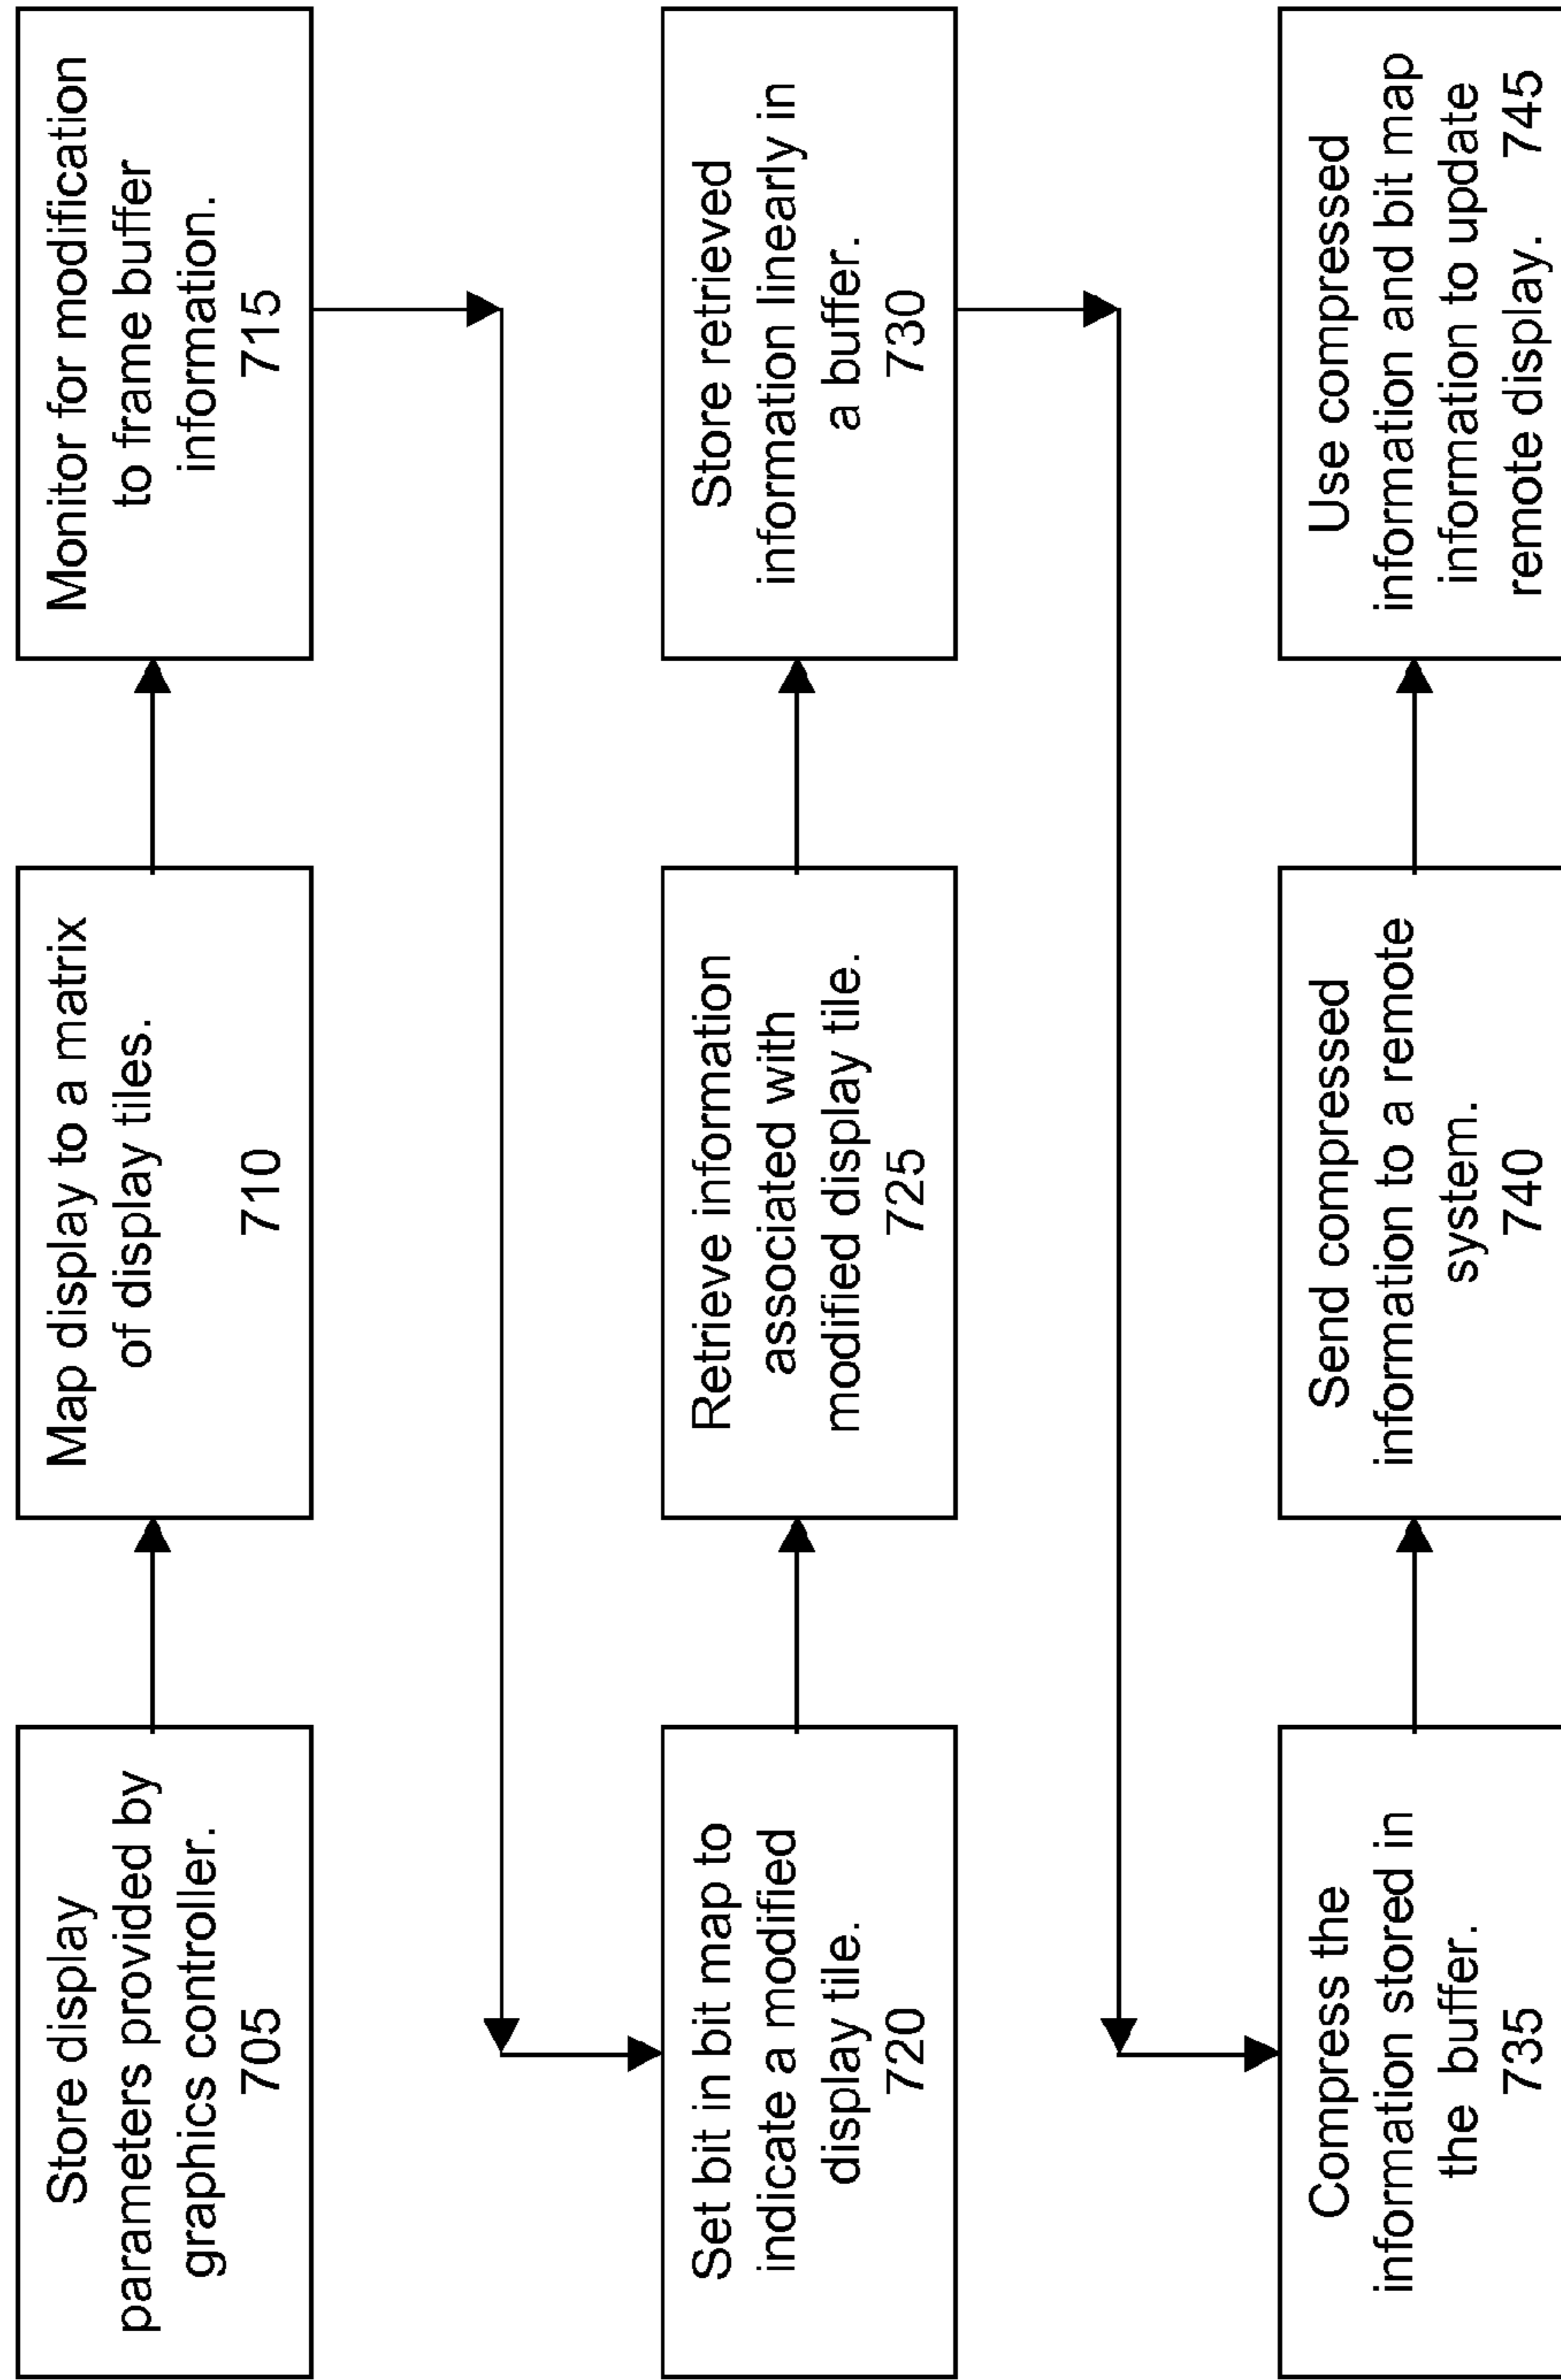 Store display
parameters provided by
graphics controller.
705
Map display to a matrix
of display tiles.
710
Monitor for modification
to frame buffer
information.
715
Set bit in bit map to
indicate a modified
display tile.
720
Retrieve information
associated with
modified display tile.
725
Store retrieved
information linearly in
a buffer.
730
Compress the
information stored in
the buffer.
735
Send compressed
information to a remote
system.
740
Use compressed
information and bit map
information to update
remote display. 745